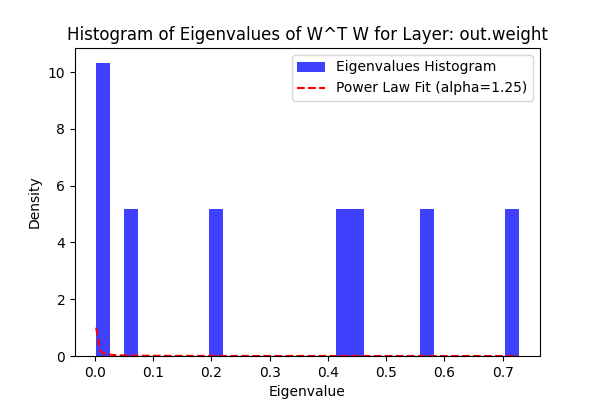 Histogram of Eigenvalues of W^T W for Layer: out.weight
Eigenvalues Histogram
Power Law Fit (alpha=1.25)
Density
10
8
6
4
2
0
0.0 0.1 0.2 0.3 0.4 0.5 0.6 0.7
Eigenvalue